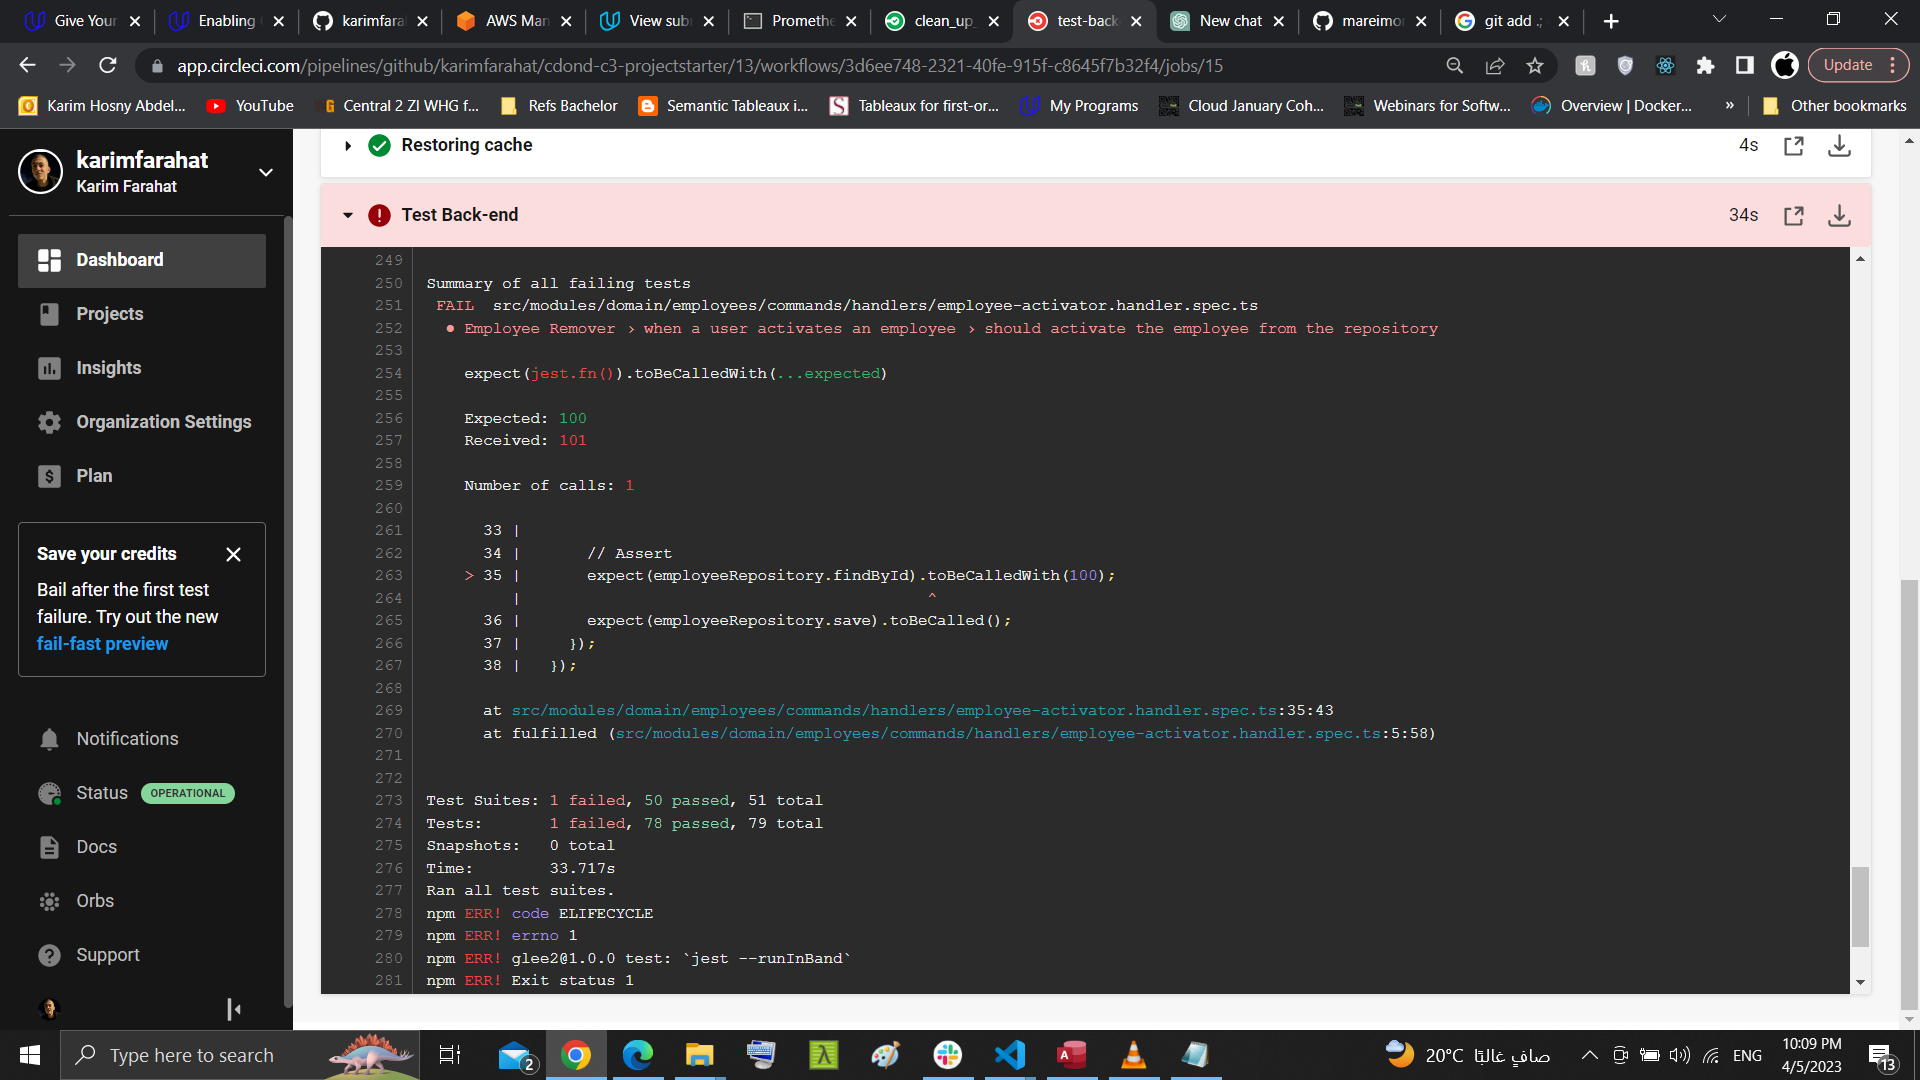 Give Your
Enabling
karimfara
AWS Man
View sub
Promethe
clean_up_
test-back
New chat
mareimor
git add .;
app.circleci.com/pipelines/github/karimfarahat/cdond-c3-projectstarter/13/workflows/3d6ee748-2321-40fe-915f-c8645f7b32f4/jobs/15
Update
Karim Hosny Abdel...
YouTube
Central 2 ZI WHG f...
Refs Bachelor
Semantic Tableaux i...
Tableaux for first-or...
My Programs
Cloud January Coh...
Webinars for Softw...
Overview | Docker...
»
Other bookmarks
karimfarahat
Karim Farahat
Dashboard
Projects
Insights
Organization Settings
Plan
Save your credits
Bail after the first test
failure. Try out the new
fail-fast preview
Notifications
Status OPERATIONAL
Docs
Orbs
Support
Restoring cache 4s
Test Back-end 34s
249
250 Summary of all failing tests
251 FAIL src/modules/domain/employees/commands/handlers/employee-activator.handler.spec.ts
252 ● Employee Remover › when a user activates an employee › should activate the employee from the repository
253
254 expect(jest.fn()).toBeCalledWith(...expected)
255
256 Expected: 100
257 Received: 101
258
259 Number of calls: 1
260
261 33 |
262 34 | // Assert
263 > 35 | expect(employeeRepository.findById).toBeCalledWith(100);
264 | ^
265 36 | expect(employeeRepository.save).toBeCalled();
266 37 | });
267 38 | });
268
269 at src/modules/domain/employees/commands/handlers/employee-activator.handler.spec.ts:35:43
270 at fulfilled (src/modules/domain/employees/commands/handlers/employee-activator.handler.spec.ts:5:58)
271
272
273 Test Suites: 1 failed, 50 passed, 51 total
274 Tests: 1 failed, 78 passed, 79 total
275 Snapshots: 0 total
276 Time: 33.717s
277 Ran all test suites.
278 npm ERR! code ELIFECYCLE
279 npm ERR! errno 1
280 npm ERR! glee2@1.0.0 test: `jest --runInBand`
281 npm ERR! Exit status 1
Type here to search
2
20°C صافٍ غالبًا
ENG
10:09 PM
4/5/2023
13